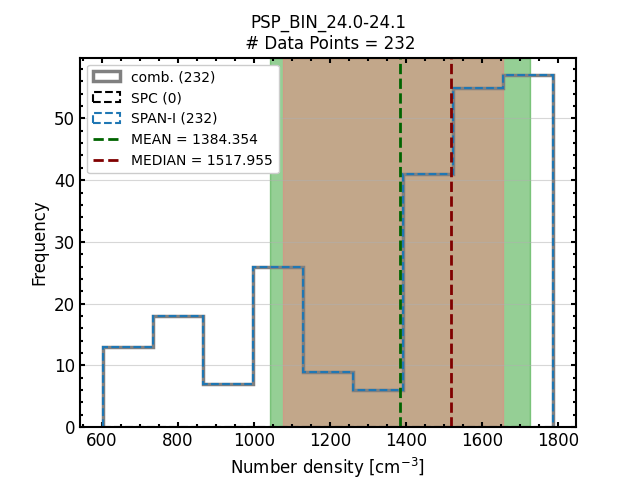 PSP_BIN_24.0-24.1
# Data Points = 232
comb. (232)
SPC (0)
SPAN-I (232)
MEAN = 1384.354
MEDIAN = 1517.955
Frequency
50
40
30
20
10
0
600 800 1000 1200 1400 1600 1800
Number density [cm⁻³]